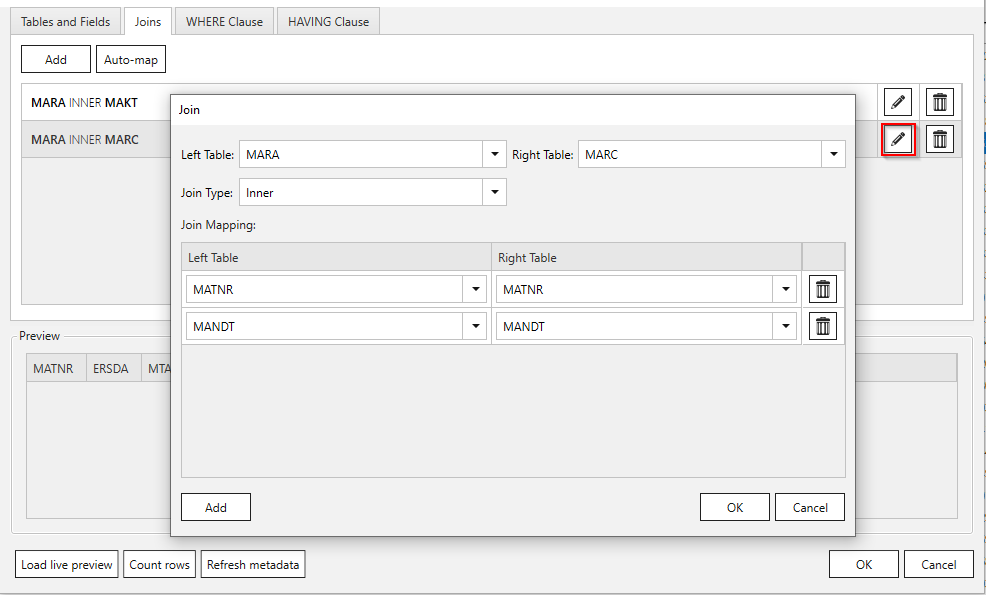 Tables and Fields Joins WHERE Clause HAVING Clause
Add Auto-map
MARA INNER MAKT
MARA INNER MARC
Join
Left Table: MARA Right Table: MARC
Join Type: Inner
Join Mapping:
Left Table Right Table
MATNR MATNR
MANDT MANDT
Add OK Cancel
Preview
MATNR ERSDA MTA
Load live preview Count rows Refresh metadata OK Cancel